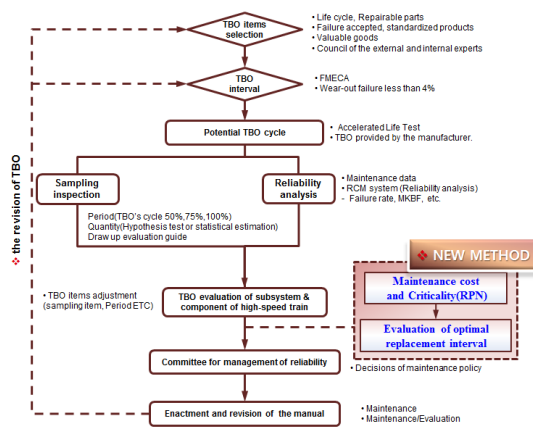 TBO items
selection
• Life cycle, Repairable parts
• Failure accepted, standardized products
• Valuable goods
• Council of the external and internal experts
TBO
interval
• FMECA
• Wear-out failure less than 4%
Potential TBO cycle
• Accelerated Life Test
• TBO provided by the manufacturer.
Sampling
inspection
Reliability
analysis
• Maintenance data
• RCM system (Reliability analysis)
- Failure rate, MKBF, etc.
Period(TBO's cycle 50%,75%,100%)
Quantity(Hypothesis test or statistical estimation)
Draw up evaluation guide
❖ the revision of TBO
❖ NEW METHOD
Maintenance cost
and Criticality(RPN)
Evaluation of optimal
replacement interval
• Decisions of maintenance policy
• TBO items adjustment
(sampling item, Period ETC)
TBO evaluation of subsystem &
component of high-speed train
Committee for management of reliability
Enactment and revision of the manual
• Maintenance
• Maintenance/Evaluation